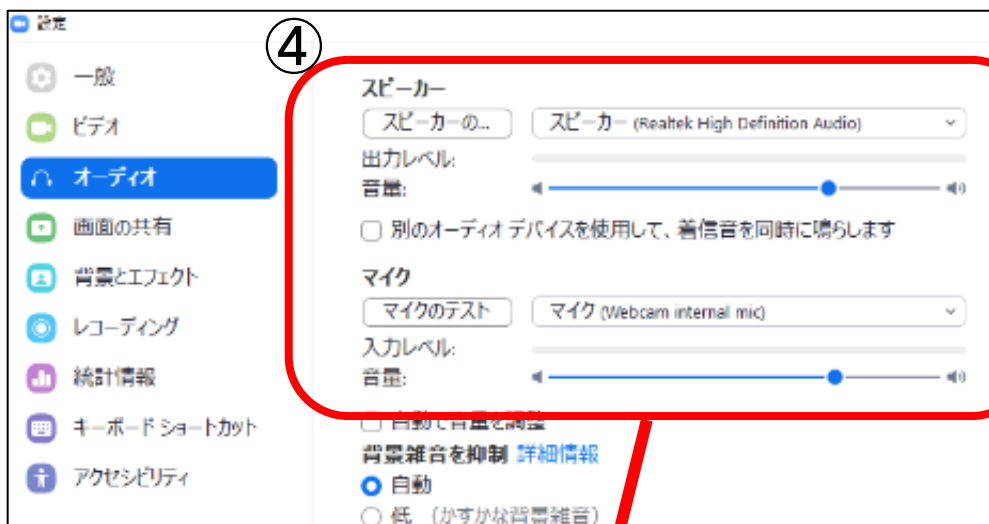 設定
④
一般
ビデオ
オーディオ
画面の共有
背景とエフェクト
レコーディング
統計情報
キーボード ショートカット
アクセシビリティ
スピーカー
スピーカーの... スピーカー (Realtek High Definition Audio)
出力レベル:
音量:
別のオーディオ デバイスを使用して、着信音を同時に鳴らします
マイク
マイクのテスト マイク (Webcam internal mic)
入力レベル:
音量:
自動で音量を調整
背景雑音を抑制 詳細情報
自動
低 (かすかな背景雑音)